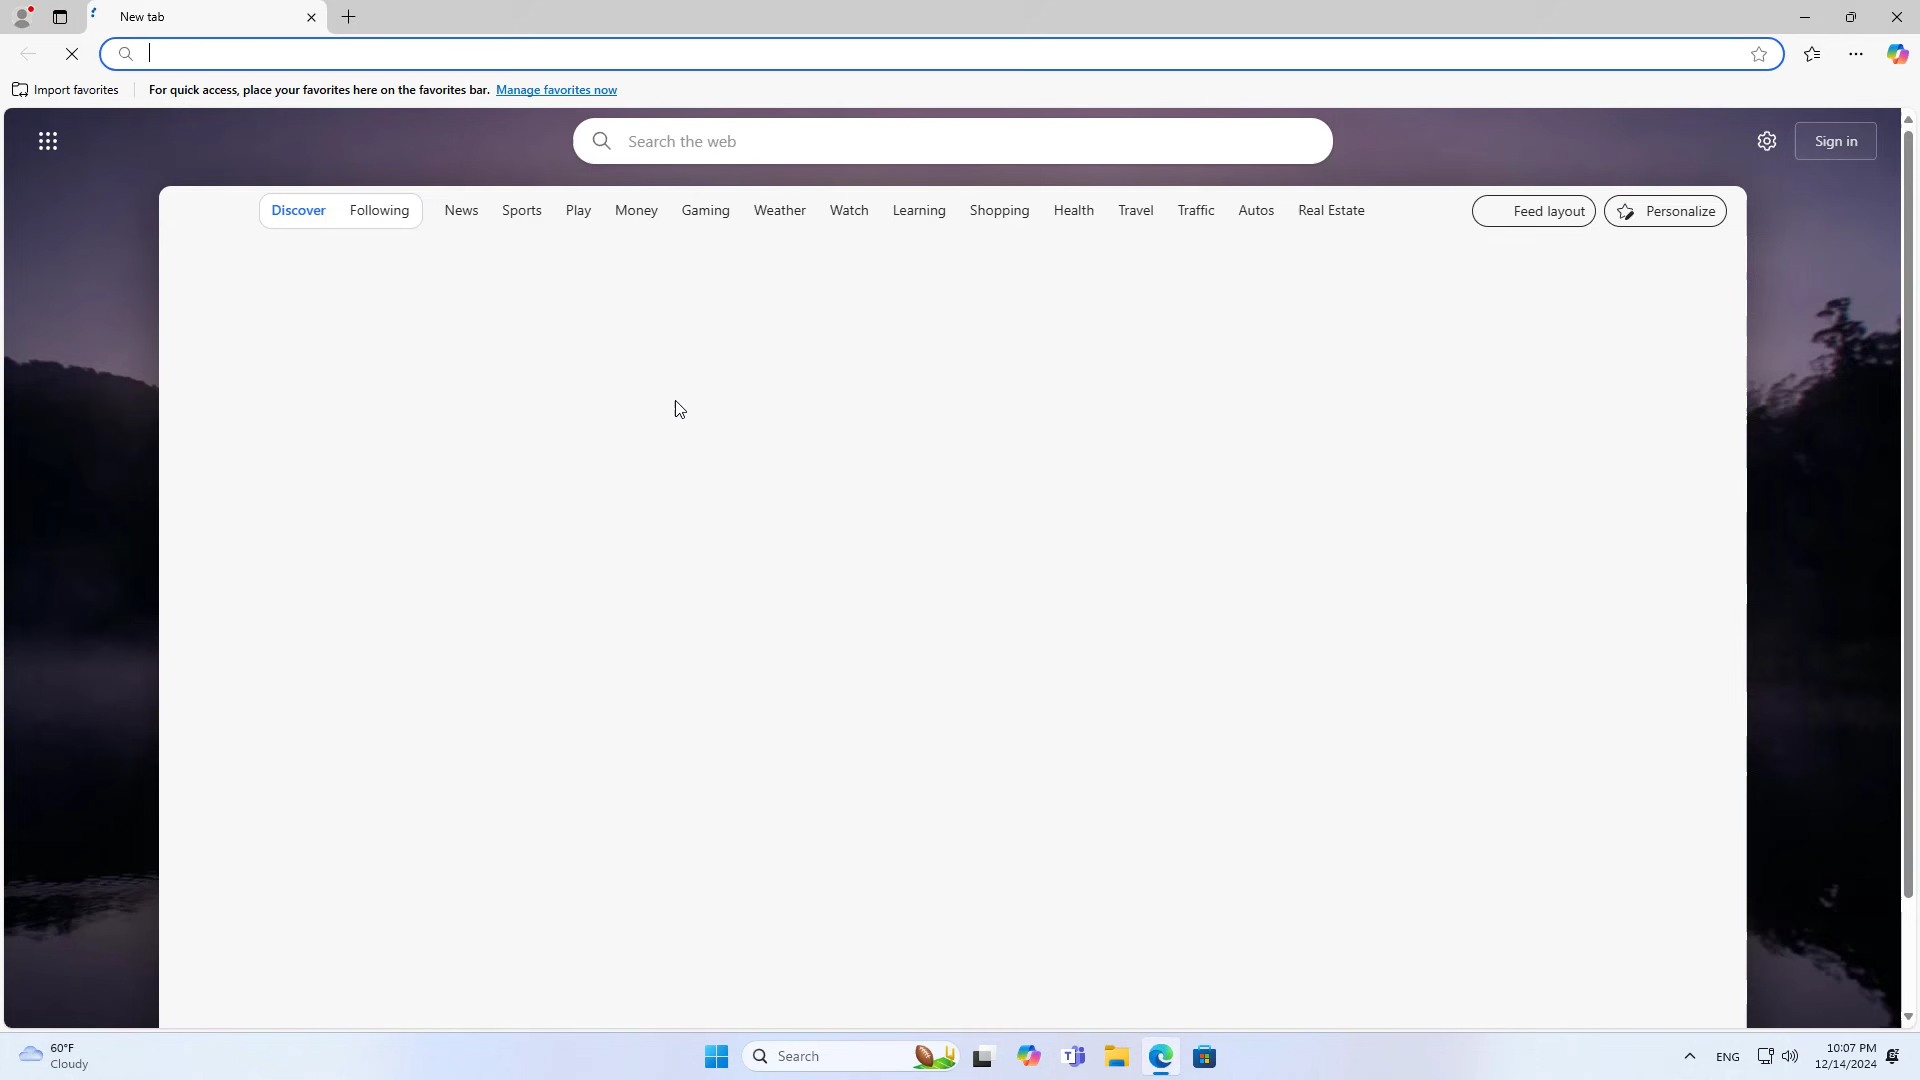 New tab
Import favorites
For quick access, place your favorites here on the favorites bar. Manage favorites now
Search the web
Sign in
Discover Following News Sports Play Money Gaming Weather Watch Learning Shopping Health Travel Traffic Autos Real Estate Feed layout Personalize
60°F
Cloudy
Search
ENG
10:07 PM
12/14/2024